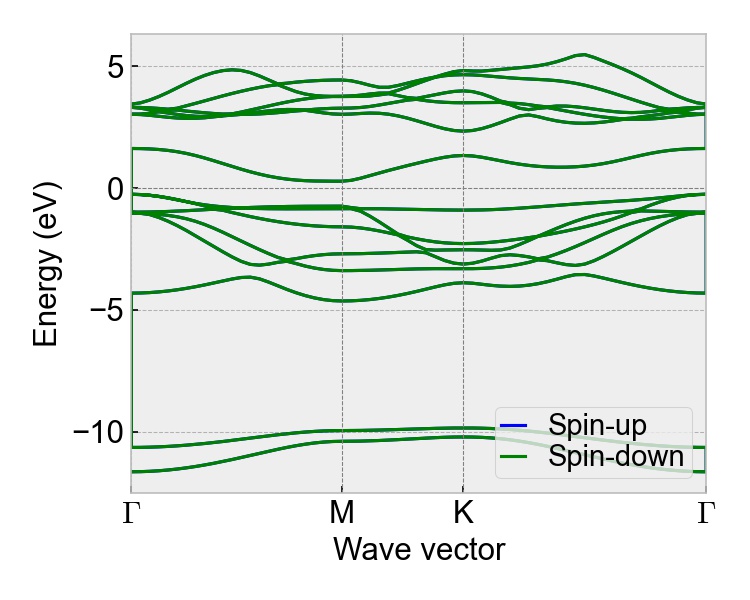 5
0
−5
−10
Energy (eV)
Spin-up
Spin-down
Γ M K Γ
Wave vector